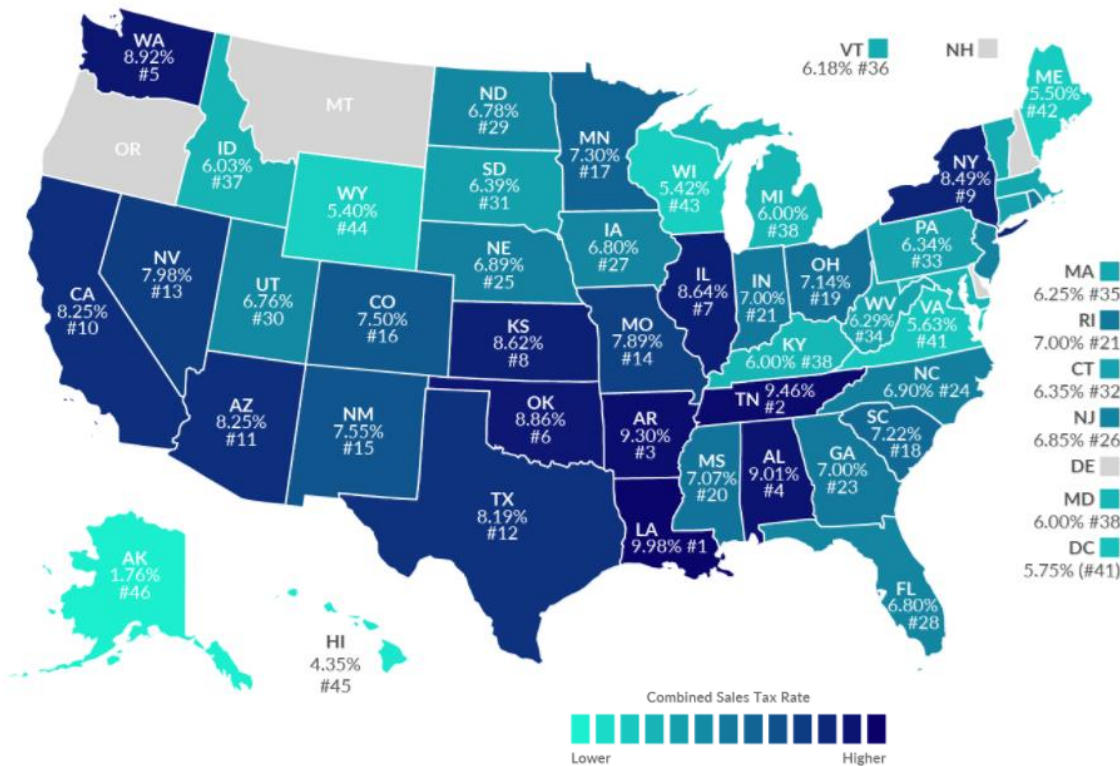 WA
8.92%
#5
MT
OR
ID
6.03%
#37
WY
5.40%
#44
ND
6.78%
#29
SD
6.39%
#31
NE
6.89%
#25
MN
7.30%
#17
IA
6.80%
#27
WI
5.42%
#43
MI
6.00%
#38
VT
6.18% #36
NH
ME
5.50%
#42
NY
8.49%
#9
PA
6.34%
#33
CA
8.25%
#10
NV
7.98%
#13
UT
6.76%
#30
CO
7.50%
#16
KS
8.62%
#8
MO
7.89%
#14
IL
8.64%
#7
IN
7.00%
#21
OH
7.14%
#19
WV
6.29%
#34
VA
5.63%
#41
KY
6.00% #38
MA
6.25% #35
RI
7.00% #21
CT
6.35% #32
NJ
6.85% #26
DE
MD
6.00% #38
DC
5.75% (#41)
AZ
8.25%
#11
NM
7.55%
#15
OK
8.86%
#6
AR
9.30%
#3
TN 9.46%
#2
NC
6.90% #24
SC
7.22%
#18
MS
7.07%
#20
AL
9.01%
#4
GA
7.00%
#23
TX
8.19%
#12
LA
9.98% #1
FL
6.80%
#28
AK
1.76%
#46
HI
4.35%
#45
Combined Sales Tax Rate
Lower Higher